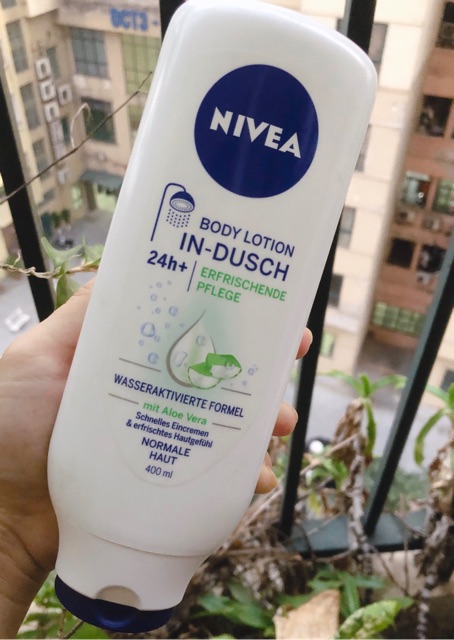 OCT3
NIVEA
BODY LOTION
IN-DUSCH
24h+
ERFRISCHENDE
PFLEGE
WASSERAKTIVIERTE FORMEL
mit Aloe Vera
Schnelles Eincremen
& erfrischtes Hautgefühl
NORMALE
HAUT
400 ml